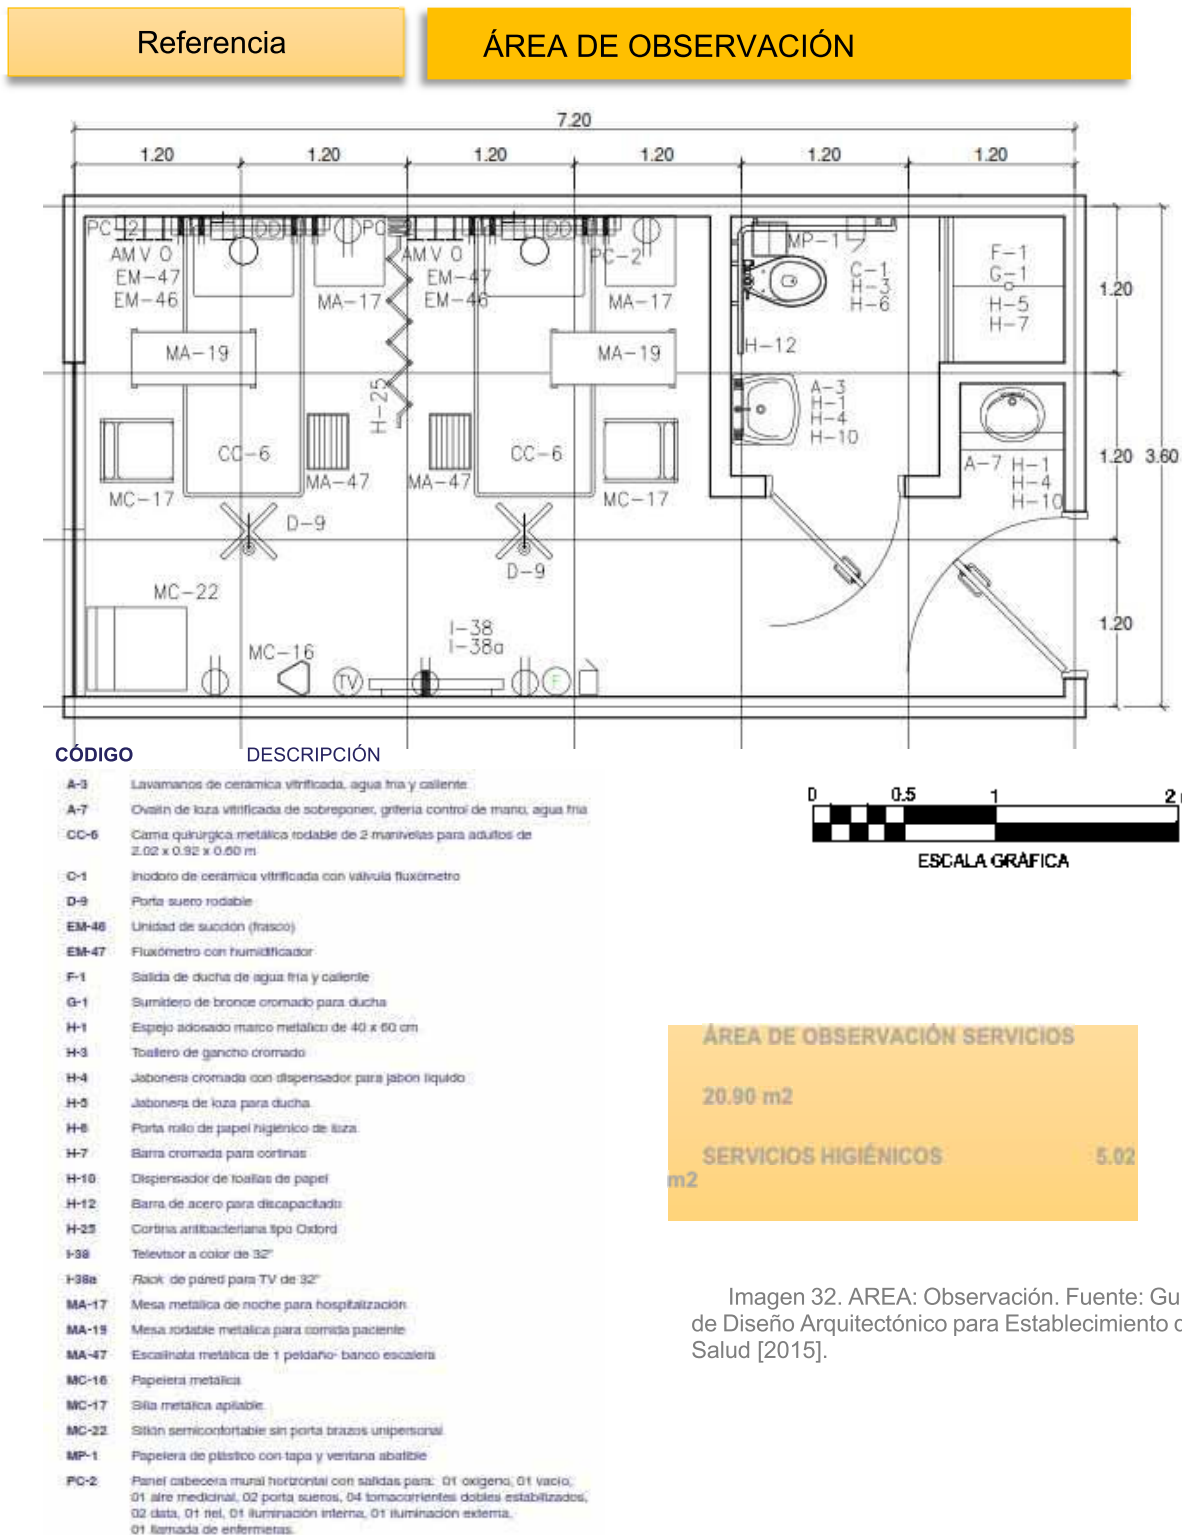 Referencia
ÁREA DE OBSERVACIÓN
7.20
1.20 1.20 1.20 1.20 1.20 1.20
PC-2 DD PC-2 DD
AMV O AMV O PC-2 MP-1
EM-47 EM-47
EM-46 MA-17 EM-46 MA-17
C-1
H-3
H-6
F-1
G-1
H-5
H-7
1.20
MA-19 MA-19 H-12
H-25
A-3
H-1
H-4
H-10
CC-6 CC-6
1.20 3.60
MC-17 MA-47 MA-47 MC-17
A-7 H-1
H-4
H-10
D-9
D-9
MC-22
1.20
MC-16 I-38
I-38a
TV F
CÓDIGO DESCRIPCIÓN
A-3 Lavamanos de cerámica vitrificada, agua fría y caliente
A-7 Ovalín de loza vitrificada de sobreponer, grifería control de mano, agua fría
CC-6 Cama quirúrgica metálica rodable de 2 manivelas para adultos de
2.02 x 0.92 x 0.60 m
C-1 Inodoro de cerámica vitrificada con válvula fluxómetro
D-9 Porta suero rodable
EM-46 Unidad de succión (frasco)
EM-47 Fluxómetro con humidificador
F-1 Salida de ducha de agua fría y caliente
G-1 Sumidero de bronce cromado para ducha
H-1 Espejo adosado marco metálico de 40 x 60 cm
H-3 Toallero de gancho cromado
H-4 Jabonera cromada con dispensador para jabón líquido
H-5 Jabonera de loza para ducha
H-6 Porta rollo de papel higiénico de loza
H-7 Barra cromada para cortinas
H-10 Dispensador de toallas de papel
H-12 Barra de acero para discapacitado
H-25 Cortina antibacteriana tipo Oxford
I-38 Televisor a color de 32"
I-38a Rack de pared para TV de 32"
MA-17 Mesa metálica de noche para hospitalización
MA-19 Mesa rodable metálica para comida paciente
MA-47 Escalinata metálica de 1 peldaño- banco escalera
MC-16 Papelera metálica
MC-17 Silla metálica apilable
MC-22 Sillón semiconfortable sin porta brazos unipersonal
MP-1 Papelera de plástico con tapa y ventana abatible
PC-2 Panel cabecera mural horizontal con salidas para: 01 oxígeno, 01 vacío,
01 aire medicinal, 02 porta sueros, 04 tomacorrientes dobles estabilizados,
02 data, 01 riel, 01 iluminación interna, 01 iluminación externa,
01 llamada de enfermeras.
0 0.5 1 2
ESCALA GRÁFICA
ÁREA DE OBSERVACIÓN SERVICIOS
20.90 m2
SERVICIOS HIGIÉNICOS 5.02
m2
Imagen 32. AREA: Observación. Fuente: Gu
de Diseño Arquitectónico para Establecimiento
Salud [2015].